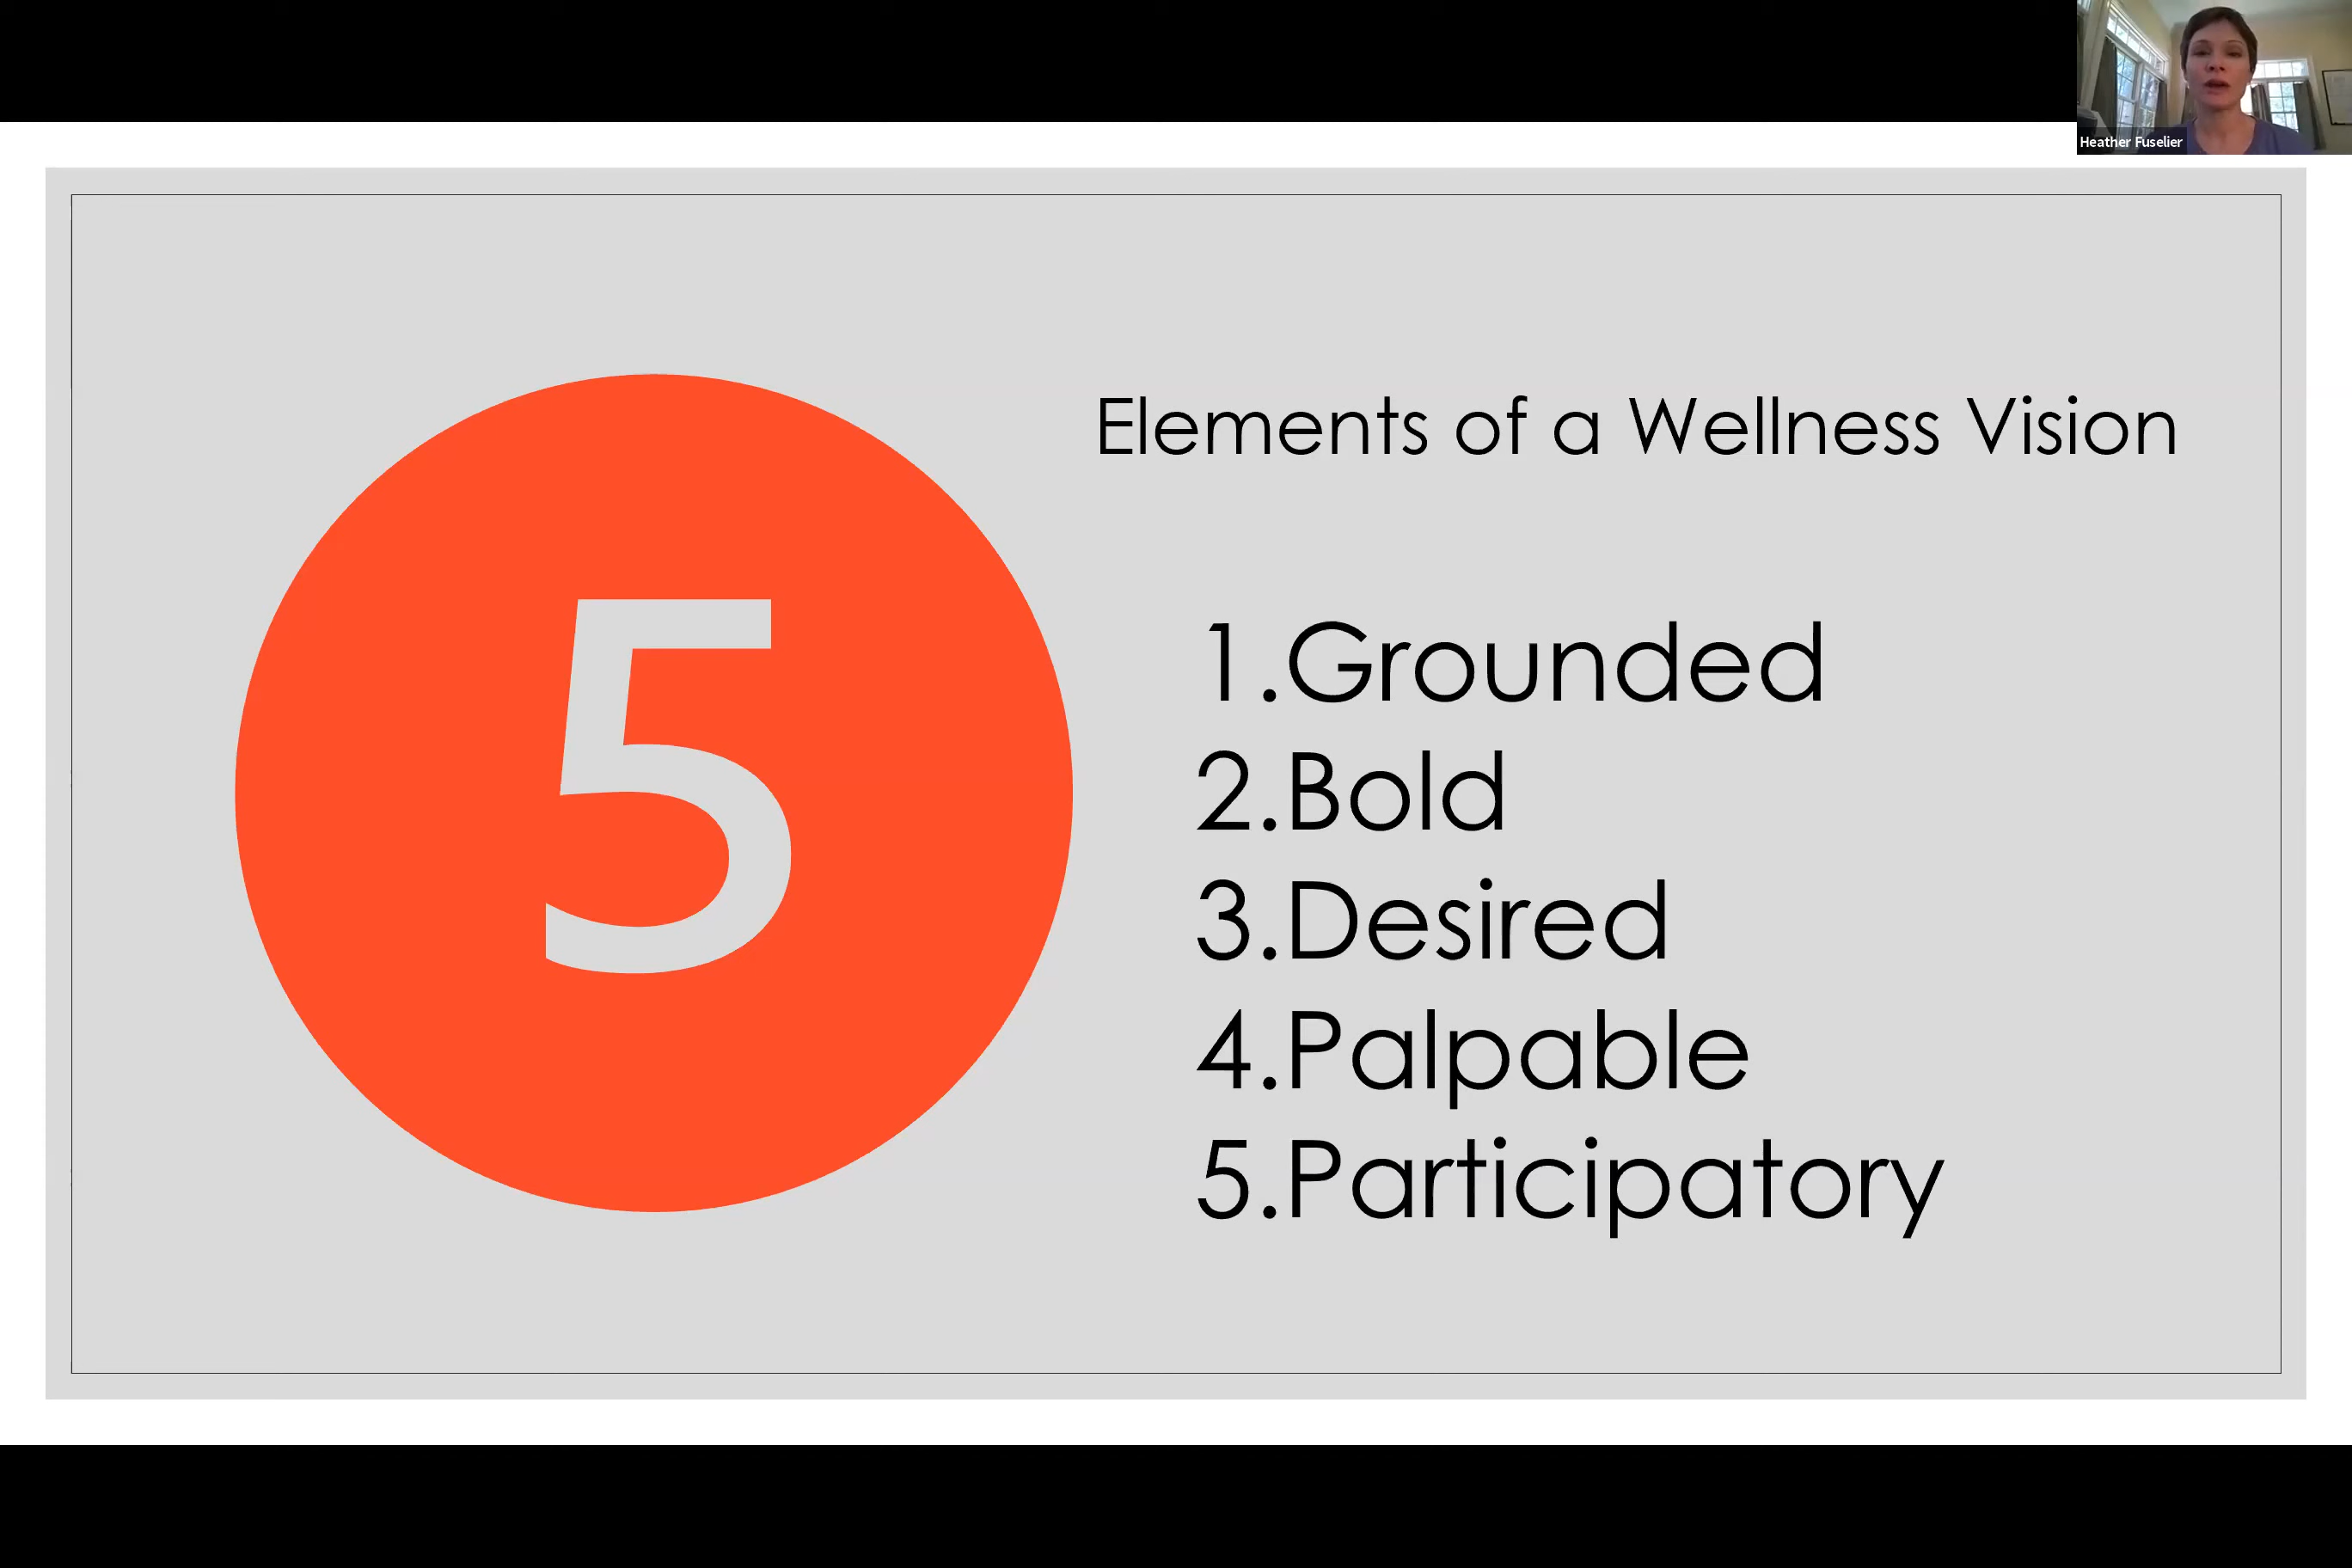 Heather Fuselier
5
Elements of a Wellness Vision
1.Grounded
2.Bold
3.Desired
4.Palpable
5.Participatory